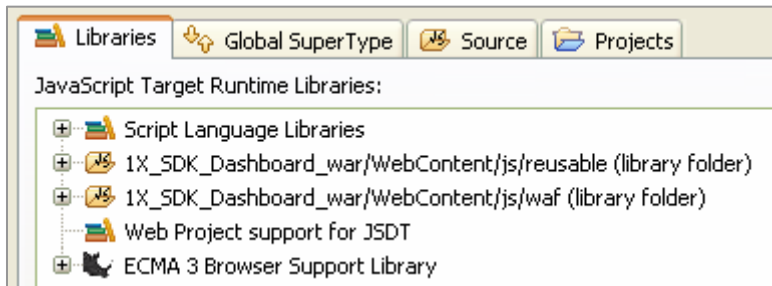 Libraries Global SuperType Source Projects
JavaScript Target Runtime Libraries:
Script Language Libraries
1X_SDK_Dashboard_war/WebContent/js/reusable (library folder)
1X_SDK_Dashboard_war/WebContent/js/waf (library folder)
Web Project support for JSDT
ECMA 3 Browser Support Library